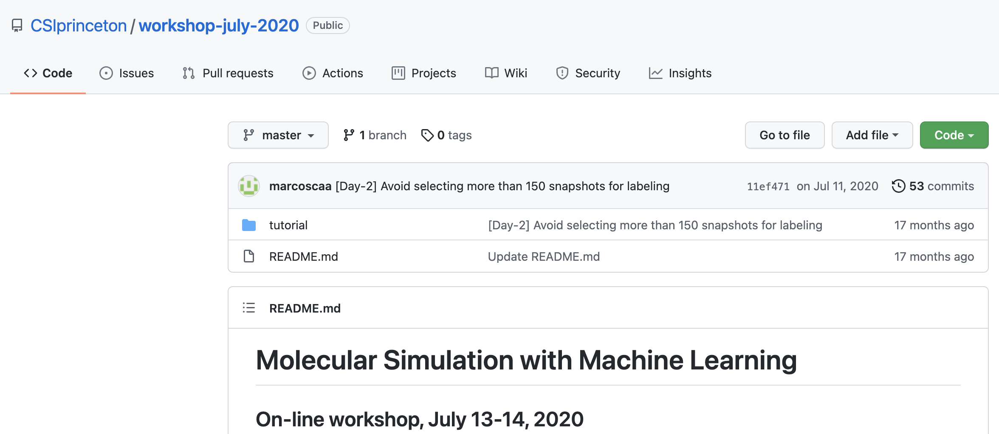 CSIprinceton / workshop-july-2020 Public
Code Issues Pull requests Actions Projects Wiki Security Insights
master 1 branch 0 tags Go to file Add file Code
marcoscaa [Day-2] Avoid selecting more than 150 snapshots for labeling 11ef471 on Jul 11, 2020 53 commits
tutorial [Day-2] Avoid selecting more than 150 snapshots for labeling 17 months ago
README.md Update README.md 17 months ago
README.md
Molecular Simulation with Machine Learning
On-line workshop, July 13-14, 2020